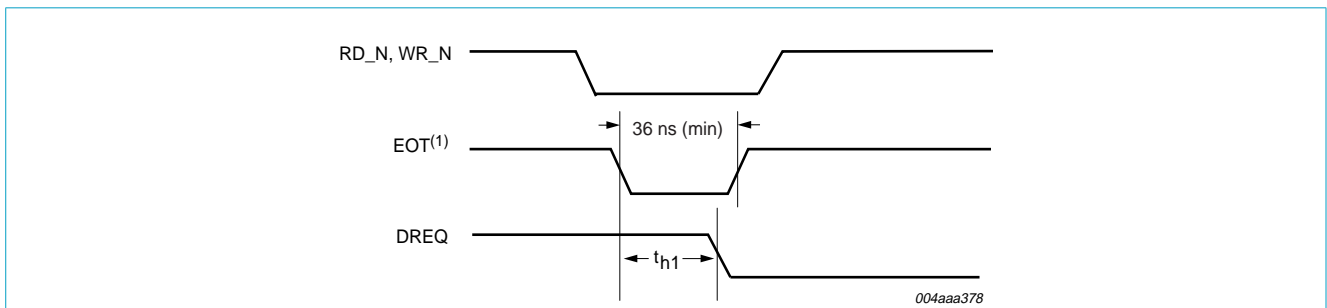 RD_N, WR_N
36 ns (min)
EOT(1)
DREQ
th1
004aaa378